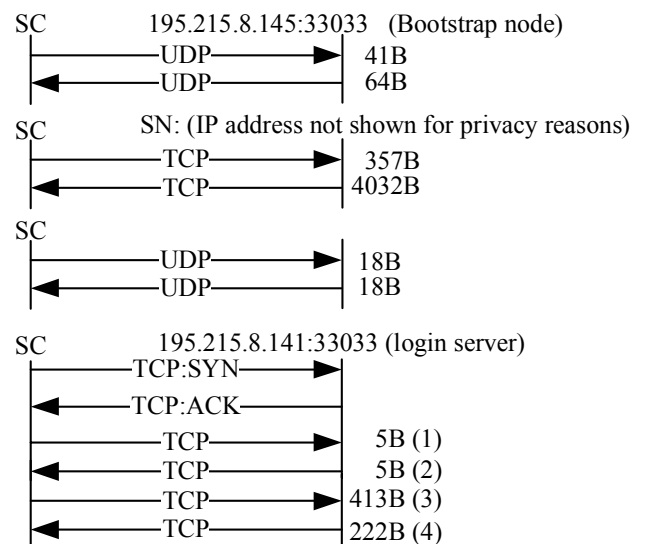 SC 195.215.8.145:33033 (Bootstrap node)
UDP 41B
UDP 64B
SC SN: (IP address not shown for privacy reasons)
TCP 357B
TCP 4032B
SC
UDP 18B
UDP 18B
SC 195.215.8.141:33033 (login server)
TCP:SYN
TCP:ACK
TCP 5B (1)
TCP 5B (2)
TCP 413B (3)
TCP 222B (4)